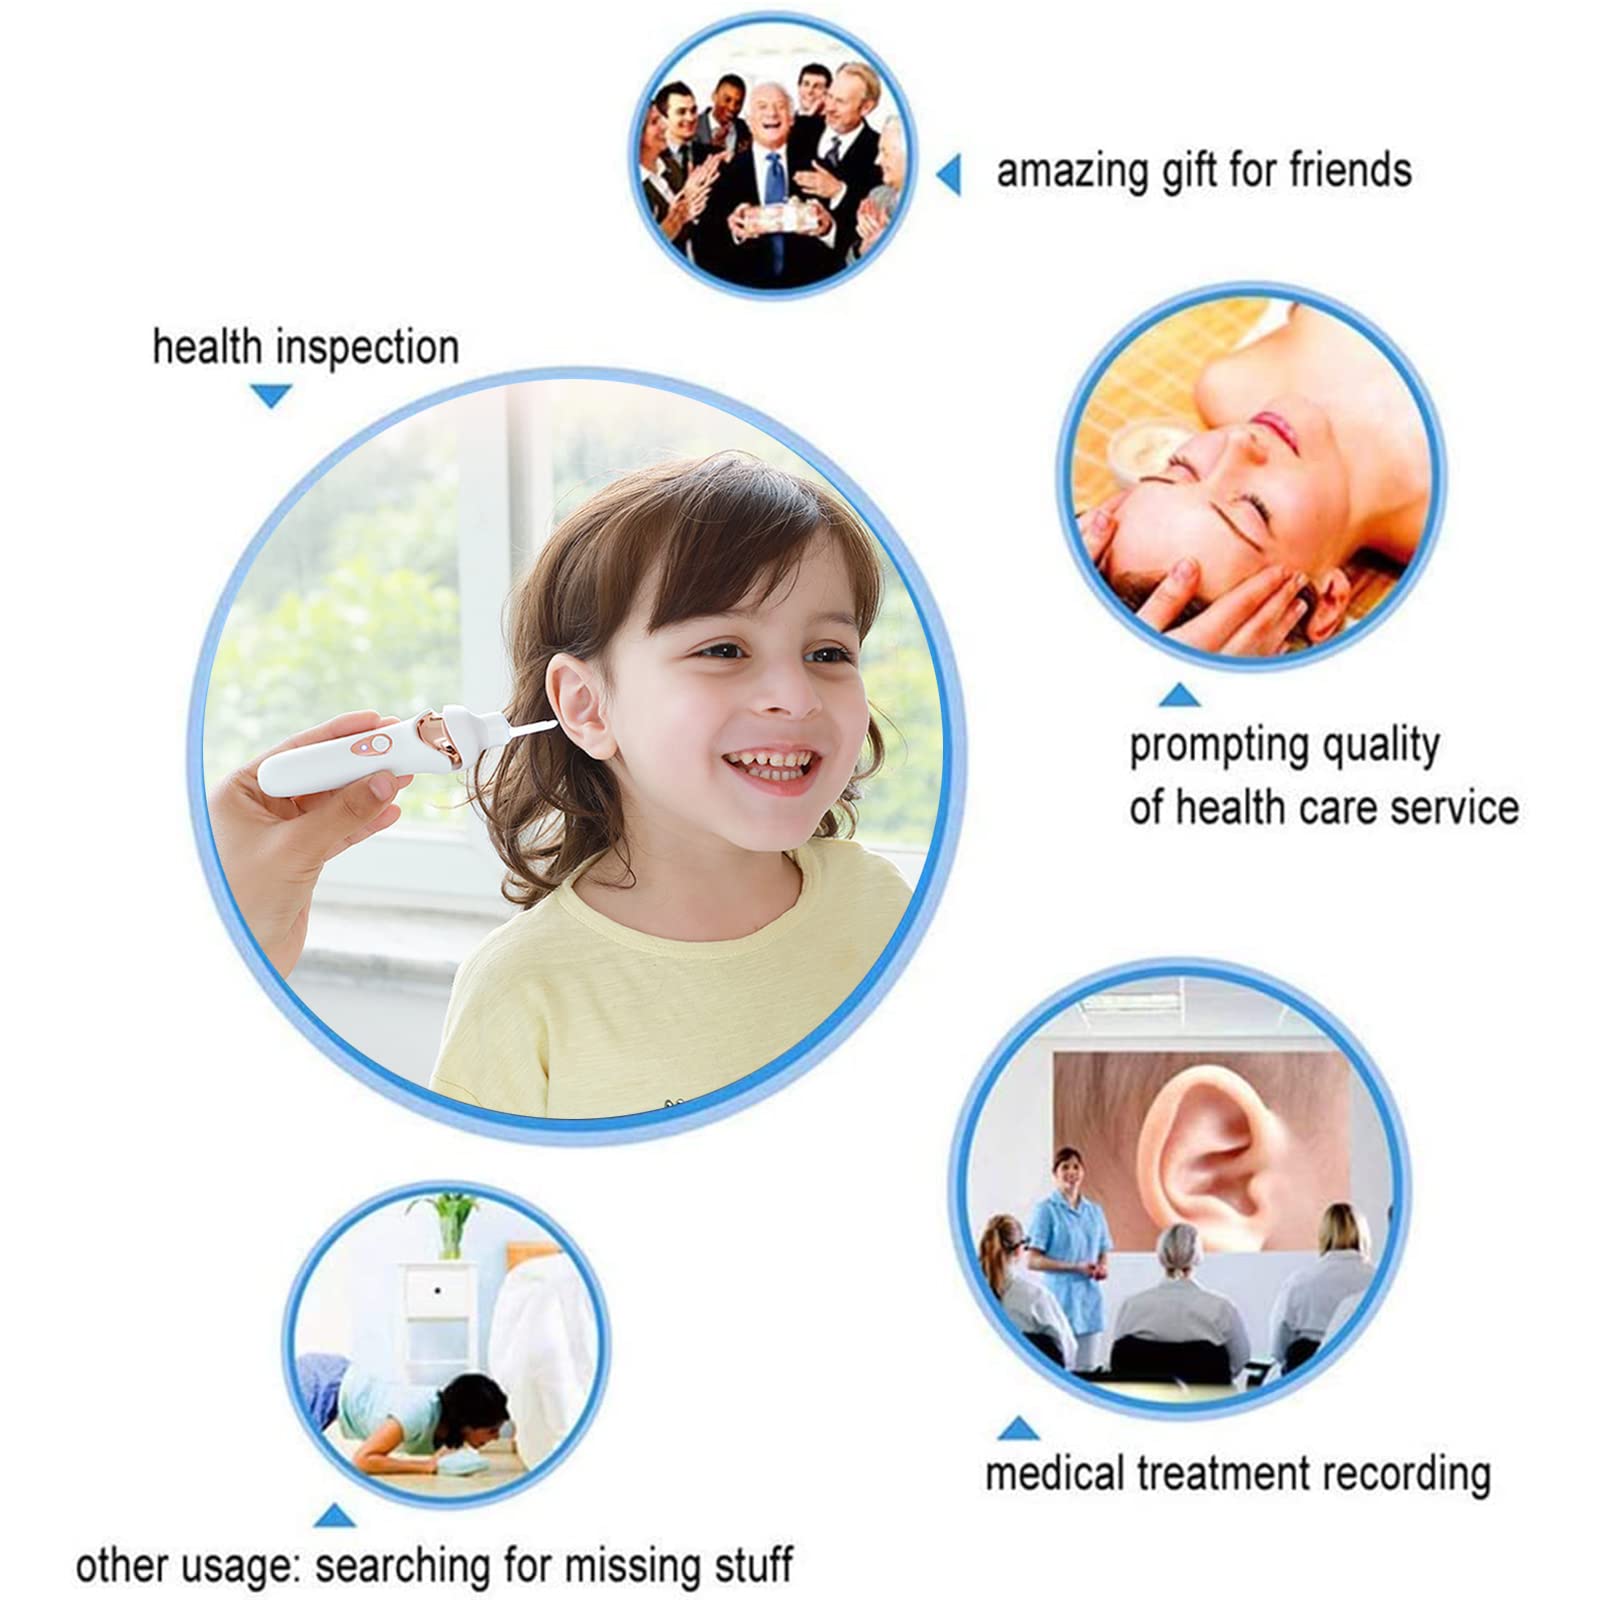 amazing gift for friends
health inspection
prompting quality
of health care service
medical treatment recording
other usage: searching for missing stuff